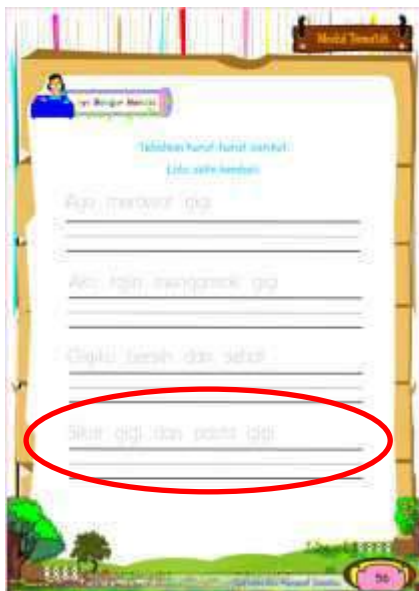 Modul Tematik
Tebalkan huruf-huruf berikut!
Lalu salin kembali
Ayo merawat gigi
Aku rajin menggosok gigi
Gigiku bersih dan sehat
Sikat gigi dan pasta gigi
56